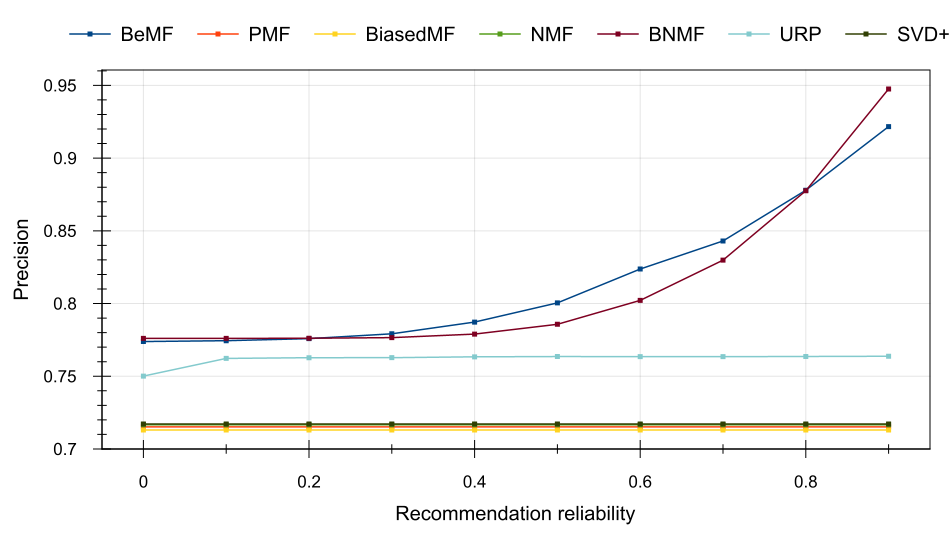 BeMF PMF BiasedMF NMF BNMF URP SVD+
0.95
0.9
0.85
0.8
0.75
0.7
Precision
0 0.2 0.4 0.6 0.8
Recommendation reliability